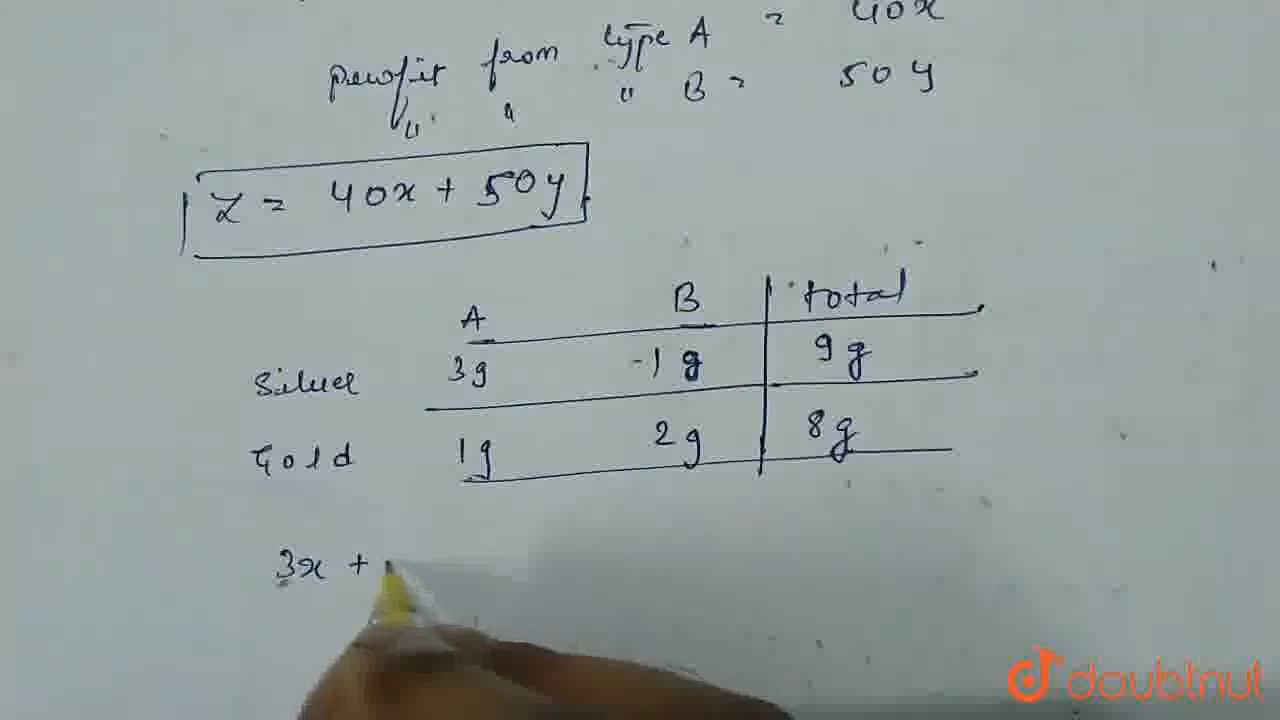 profit from type A = 40x
" " " B = 50y
Z = 40x + 50y
A B total
Silver 3g -1g 9g
Gold 1g 2g 8g
3x +
doubtnut